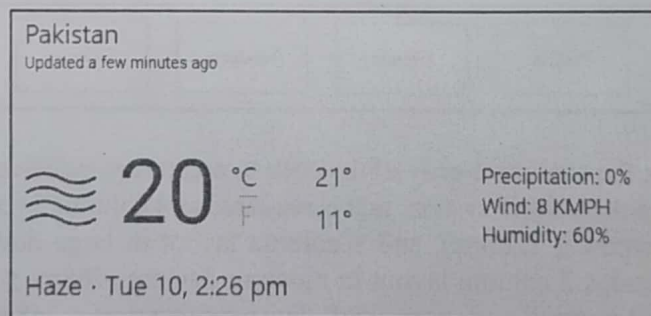 Pakistan
Updated a few minutes ago
20 °C
F
21°
11°
Precipitation: 0%
Wind: 8 KMPH
Humidity: 60%
Haze · Tue 10, 2:26 pm